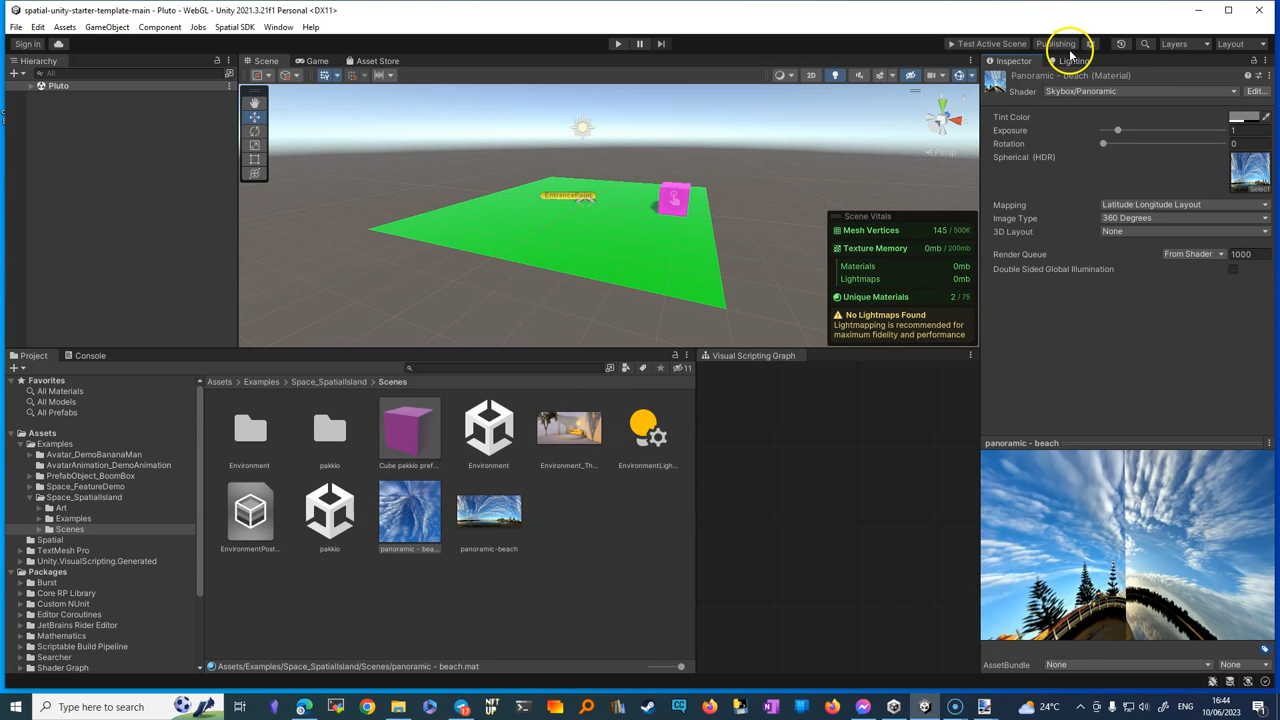 spatial-unity-starter-template-main - Pluto - WebGL - Unity 2021.3.21f1 Personal <DX11>
File Edit Assets GameObject Component Jobs Spatial SDK Window Help
Sign in
Test Active Scene Publishing Layers Layout
Hierarchy
All
Pluto
Scene Game Asset Store
2D
Persp
EntrancePoint
Scene Vitals
Mesh Vertices 145 / 500K
Texture Memory 0mb / 200mb
Materials 0mb
Lightmaps 0mb
Unique Materials 2 / 75
No Lightmaps Found
Lightmapping is recommended for
maximum fidelity and performance
Inspector Lighting
Panoramic - beach (Material)
Shader Skybox/Panoramic Edit...
Tint Color
Exposure 1
Rotation 0
Spherical (HDR)
Select
Mapping Latitude Longitude Layout
Image Type 360 Degrees
3D Layout None
Render Queue From Shader 1000
Double Sided Global Illumination
Project Console
11
Favorites
All Materials
All Models
All Prefabs
Assets
Examples
Avatar_DemoBananaMan
AvatarAnimation_DemoAnimation
PrefabObject_BoomBox
Space_FeatureDemo
Space_SpatialIsland
Art
Examples
Scenes
Spatial
TextMesh Pro
Unity.VisualScripting.Generated
Packages
Burst
Core RP Library
Custom NUnit
Editor Coroutines
JetBrains Rider Editor
Mathematics
Scriptable Build Pipeline
Searcher
Shader Graph
Assets Examples Space_SpatialIsland Scenes
Environment pakkio Cube pakkio pref... Environment Environment_Th... EnvironmentLigh...
EnvironmentPost... pakkio panoramic - bea... panoramic-beach
Assets/Examples/Space_SpatialIsland/Scenes/panoramic - beach.mat
Visual Scripting Graph
panoramic - beach
AssetBundle None None
Type here to search
NFT
UP
17
24°C
ENG
16:44
10/06/2023